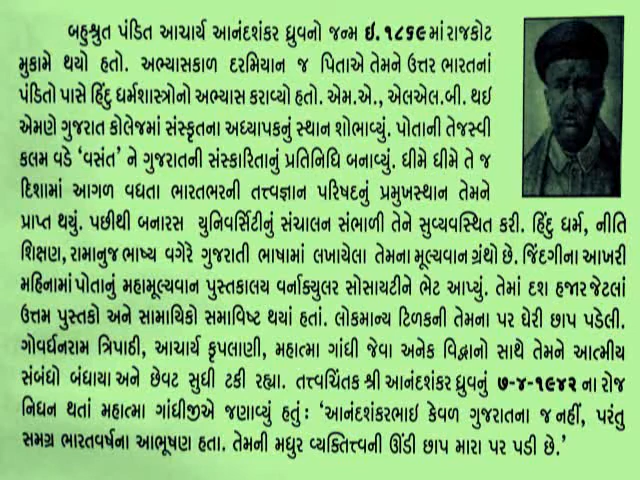 બહુશ્રુત પંડિત આચાર્ય આનંદશંકર ધ્રુવનો જન્મ ઇ. ૧૮૬૯માં રાજકોટ
મુકામે થયો હતો. અભ્યાસકાળ દરમિયાન જ પિતાએ તેમને ઉત્તર ભારતનાં
પંડિતો પાસે હિંદુ ધર્મશાસ્ત્રોનો અભ્યાસ કરાવ્યો હતો. એમ.એ., એલએલ.બી. થઈ
એમણે ગુજરાત કોલેજમાં સંસ્કૃતના અધ્યાપકનું સ્થાન શોભાવ્યું. પોતાની તેજસ્વી
કલમ વડે ‘વસંત’ ને ગુજરાતની સંસ્કારિતાનું પ્રતિનિધિ બનાવ્યું. ધીમે ધીમે તે જ
દિશામાં આગળ વધતા ભારતભરની તત્ત્વજ્ઞાન પરિષદનું પ્રમુખસ્થાન તેમને
પ્રાપ્ત થયું. પછીથી બનારસ યુનિવર્સિટીનું સંચાલન સંભાળી તેને સુવ્યવસ્થિત કરી. હિંદુ ધર્મ, નીતિ
શિક્ષણ, રામાનુજ ભાષ્ય વગેરે ગુજરાતી ભાષામાં લખાયેલા તેમના મૂલ્યવાન ગ્રંથો છે. જિંદગીના આખરી
મહિનામાં પોતાનું મહામૂલ્યવાન પુસ્તકાલય વર્નાક્યુલર સોસાયટીને ભેટ આપ્યું. તેમાં દશ હજાર જેટલાં
ઉત્તમ પુસ્તકો અને સામાયિકો સમાવિષ્ટ થયાં હતાં. લોકમાન્ય ટિળકની તેમના પર ઘેરી છાપ પડેલી.
ગોવર્ધનરામ ત્રિપાઠી, આચાર્ય કૃપલાણી, મહાત્મા ગાંધી જેવા અનેક વિદ્વાનો સાથે તેમને આત્મીય
સંબંધો બંધાયા અને છેવટ સુધી ટકી રહ્યા. તત્ત્વચિંતક શ્રી આનંદશંકર ધ્રુવનું ૭-૪-૧૯૪૨ ના રોજ
નિધન થતાં મહાત્મા ગાંધીજીએ જણાવ્યું હતું : ‘આનંદશંકરભાઇ કેવળ ગુજરાતના જ નહીં, પરંતુ
સમગ્ર ભારતવર્ષના આભૂષણ હતા. તેમની મધુર વ્યક્તિત્ત્વની ઊંડી છાપ મારા પર પડી છે.’